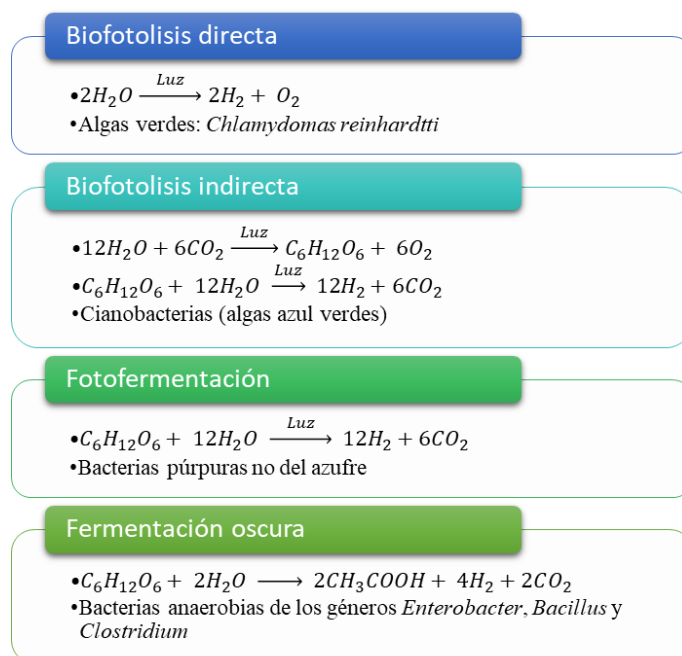 Biofotolisis directa
•2H₂O ⟶ 2H₂ + O₂
Luz
•Algas verdes: Chlamydomas reinhardtti
Biofotolisis indirecta
•12H₂O + 6CO₂ ⟶ C₆H₁₂O₆ + 6O₂
Luz
•C₆H₁₂O₆ + 12H₂O ⟶ 12H₂ + 6CO₂
Luz
•Cianobacterias (algas azul verdes)
Fotofermentación
•C₆H₁₂O₆ + 12H₂O ⟶ 12H₂ + 6CO₂
Luz
•Bacterias púrpuras no del azufre
Fermentación oscura
•C₆H₁₂O₆ + 2H₂O ⟶ 2CH₃COOH + 4H₂ + 2CO₂
•Bacterias anaerobias de los géneros Enterobacter, Bacillus y
Clostridium